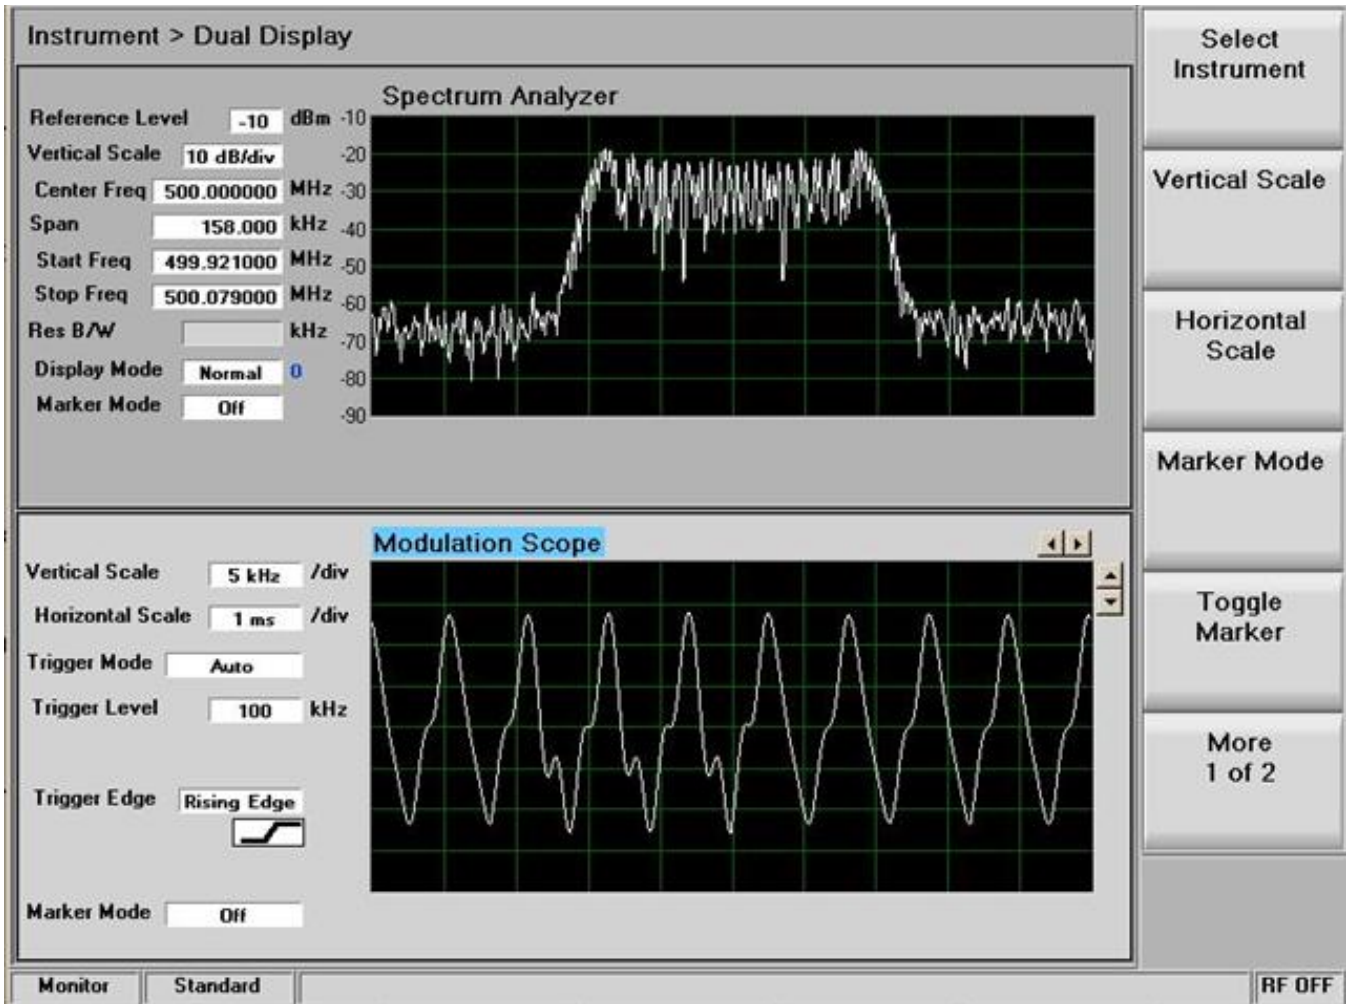 Instrument > Dual Display
Spectrum Analyzer
Reference Level -10 dBm
Vertical Scale 10 dB/div
Center Freq 500.000000 MHz
Span 158.000 kHz
Start Freq 499.921000 MHz
Stop Freq 500.079000 MHz
Res B/W kHz
Display Mode Normal 0
Marker Mode Off
-10
-20
-30
-40
-50
-60
-70
-80
-90
Modulation Scope
Vertical Scale 5 kHz /div
Horizontal Scale 1 ms /div
Trigger Mode Auto
Trigger Level 100 kHz
Trigger Edge Rising Edge
Marker Mode Off
Select
Instrument
Vertical Scale
Horizontal
Scale
Marker Mode
Toggle
Marker
More
1 of 2
Monitor Standard RF OFF